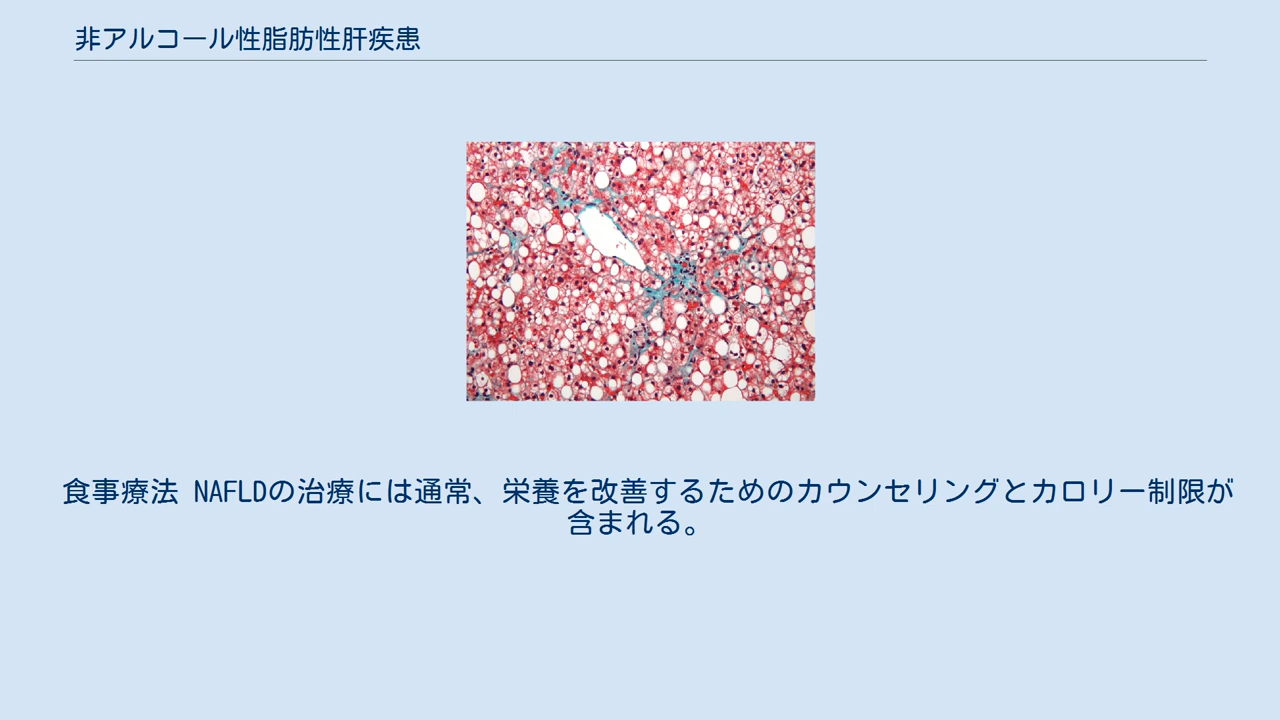 非アルコール性脂肪性肝疾患
食事療法 NAFLDの治療には通常、栄養を改善するためのカウンセリングとカロリー制限が
含まれる。